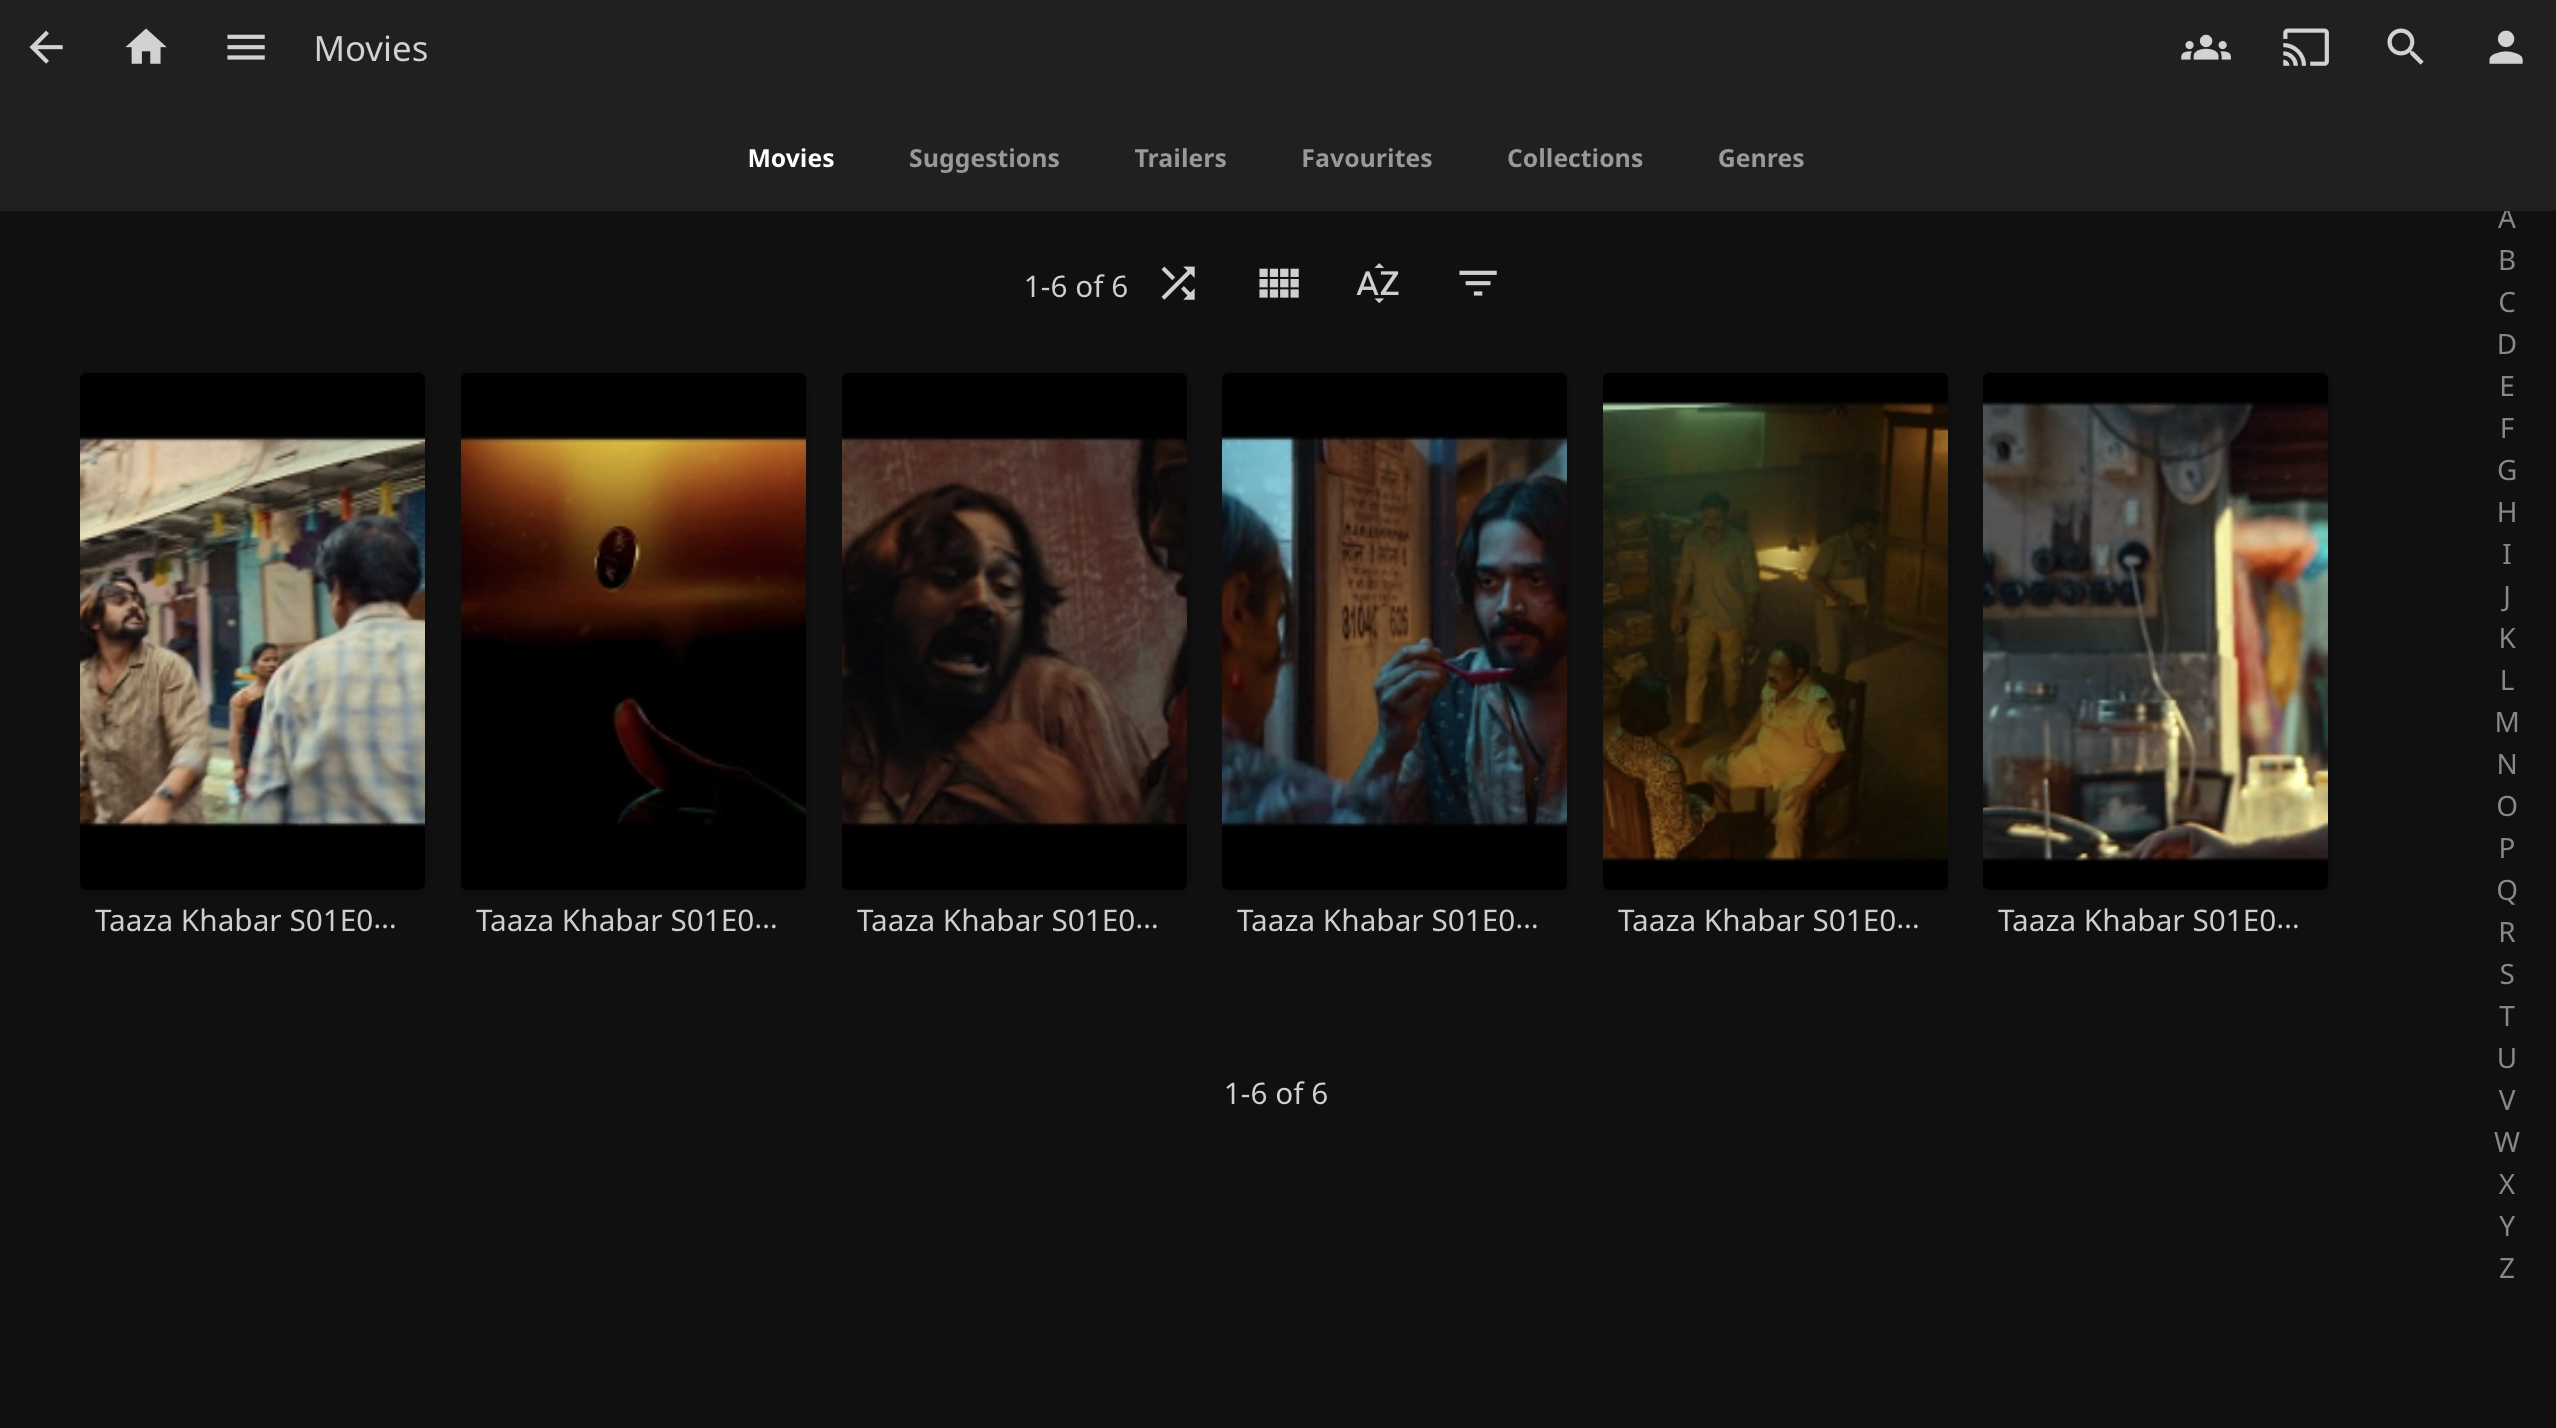 Movies
Movies Suggestions Trailers Favourites Collections Genres
1-6 of 6 AZ
Taaza Khabar S01E0... Taaza Khabar S01E0... Taaza Khabar S01E0... Taaza Khabar S01E0... Taaza Khabar S01E0... Taaza Khabar S01E0...
1-6 of 6
A
B
C
D
E
F
G
H
I
J
K
L
M
N
O
P
Q
R
S
T
U
V
W
X
Y
Z